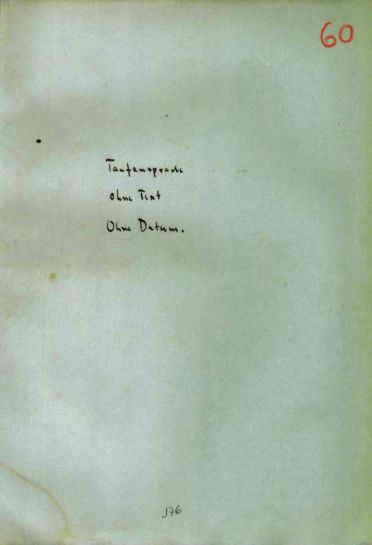 60
Taufansprache
ohne Text
Ohne Datum.
176